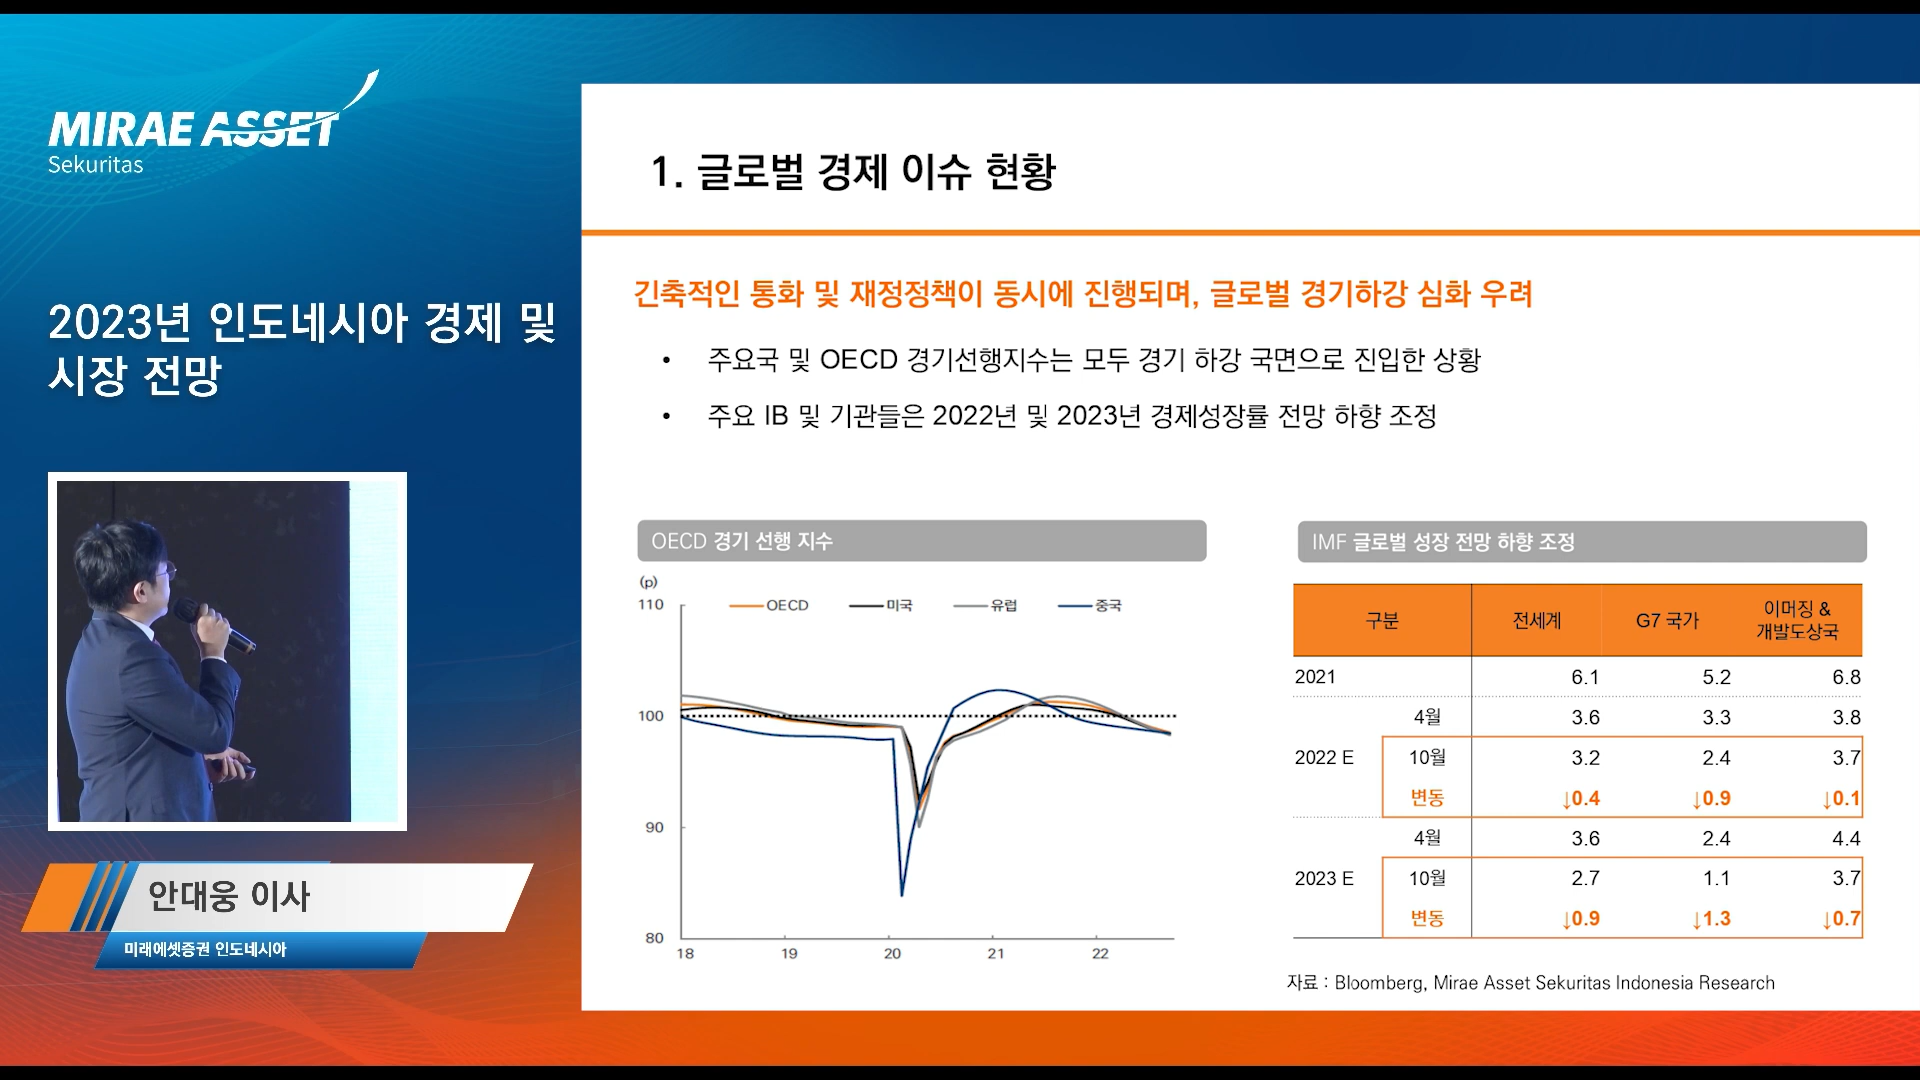 MIRAE ASSET
Sekuritas
2023년 인도네시아 경제 및
시장 전망
안대웅 이사
미래에셋증권 인도네시아
1. 글로벌 경제 이슈 현황
긴축적인 통화 및 재정정책이 동시에 진행되며, 글로벌 경기하강 심화 우려
• 주요국 및 OECD 경기선행지수는 모두 경기 하강 국면으로 진입한 상황
• 주요 IB 및 기관들은 2022년 및 2023년 경제성장률 전망 하향 조정
OECD 경기 선행 지수
(p)
110
OECD 미국 유럽 중국
100
90
80
18 19 20 21 22
IMF 글로벌 성장 전망 하향 조정
구분 전세계 G7 국가 이머징 &
개발도상국
2021 6.1 5.2 6.8
4월 3.6 3.3 3.8
2022 E 10월 3.2 2.4 3.7
변동 ↓0.4 ↓0.9 ↓0.1
4월 3.6 2.4 4.4
2023 E 10월 2.7 1.1 3.7
변동 ↓0.9 ↓1.3 ↓0.7
자료 : Bloomberg, Mirae Asset Sekuritas Indonesia Research